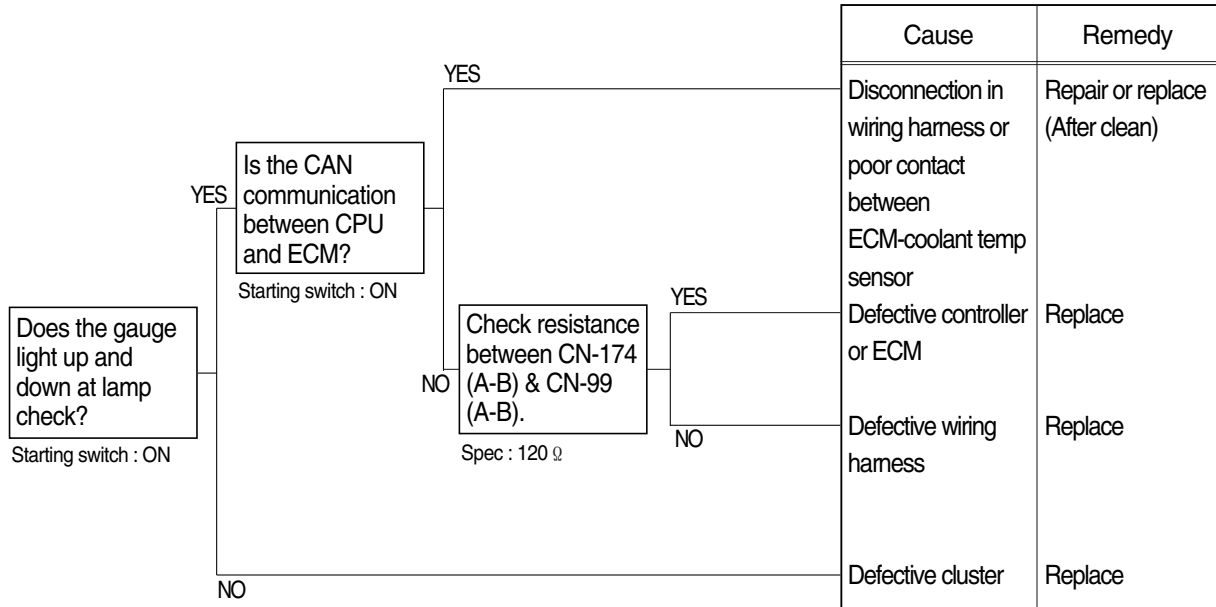 Cause
Remedy
YES
Disconnection in
wiring harness or
poor contact
between
ECM-coolant temp
sensor
Repair or replace
(After clean)
YES
Is the CAN
communication
between CPU
and ECM?
Starting switch : ON
Does the gauge
light up and
down at lamp
check?
Starting switch : ON
NO
Check resistance
between CN-174
(A-B) & CN-99
(A-B).
Spec : 120 Ω
YES
Defective controller
or ECM
Replace
NO
Defective wiring
harness
Replace
NO
Defective cluster
Replace